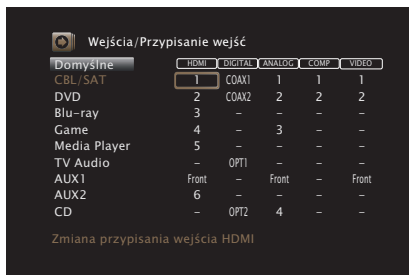 Wejścia/Przypisanie wejść
Domyślne HDMI DIGITAL ANALOG COMP VIDEO
CBL/SAT 1 COAX1 1 1 1
DVD 2 COAX2 2 2 2
Blu-ray 3 – – – –
Game 4 – 3 – –
Media Player 5 – – – –
TV Audio – OPT1 – – –
AUX1 Front – Front – Front
AUX2 6 – – – –
CD – OPT2 4 – –
Zmiana przypisania wejścia HDMI